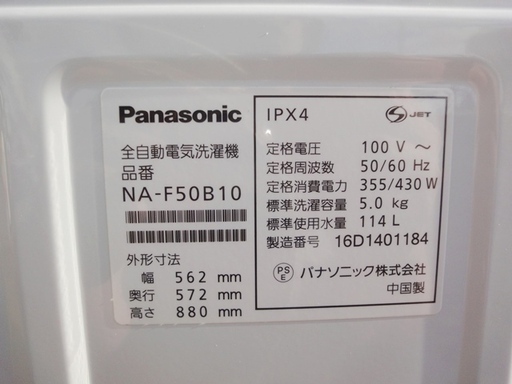 Panasonic
全自動電気洗濯機
品番
NA-F50B10
外形寸法
幅 562 mm
奥行 572 mm
高さ 880 mm
IPX4
S JET
定格電圧 100 V ～
定格周波数 50/60 Hz
定格消費電力 355/430 W
標準洗濯容量 5.0 kg
標準使用水量 114 L
製造番号 16D1401184
PS E パナソニック株式会社
中国製